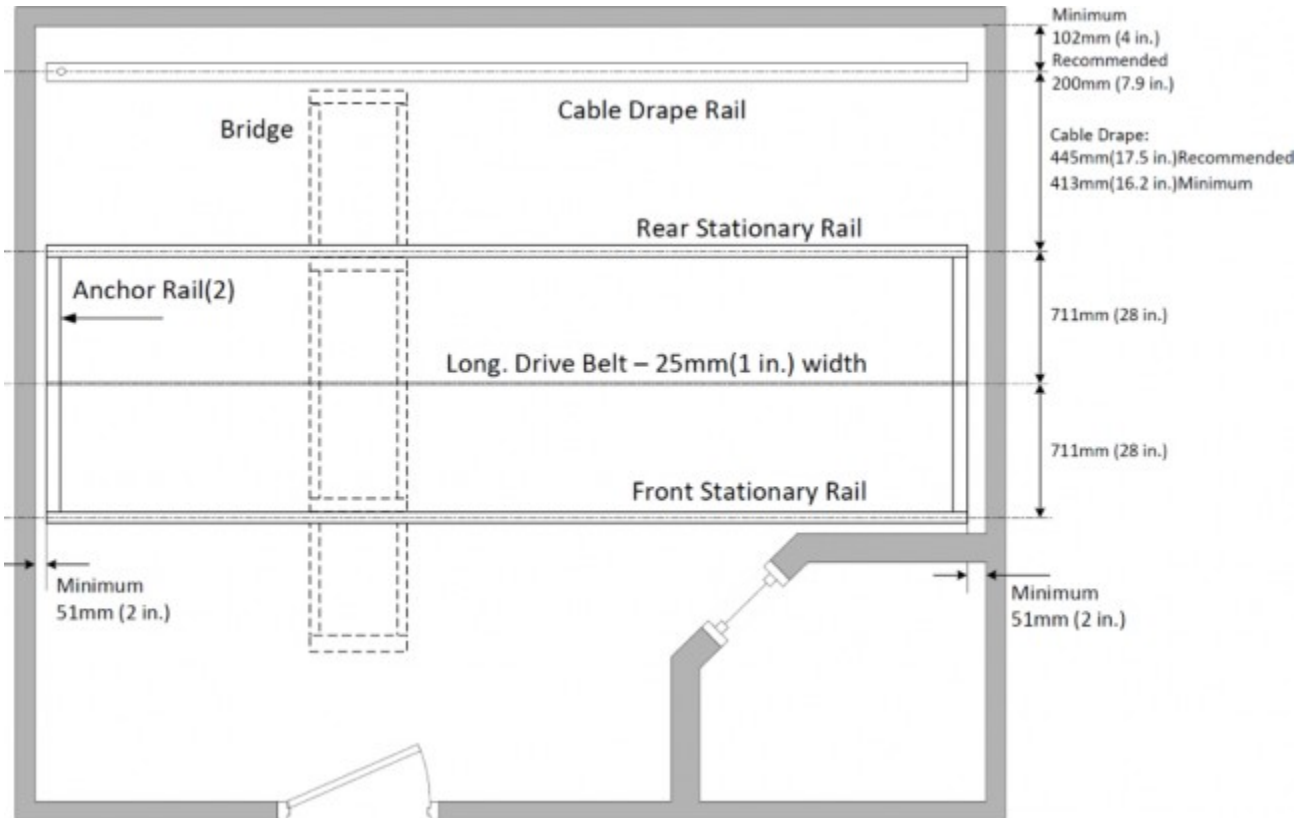 Minimum
102mm (4 in.)
Recommended
200mm (7.9 in.)
Cable Drape Rail
Bridge
Cable Drape:
445mm(17.5 in.)Recommended
413mm(16.2 in.)Minimum
Rear Stationary Rail
Anchor Rail(2)
711mm (28 in.)
Long. Drive Belt – 25mm(1 in.) width
711mm (28 in.)
Front Stationary Rail
Minimum
51mm (2 in.)
Minimum
51mm (2 in.)